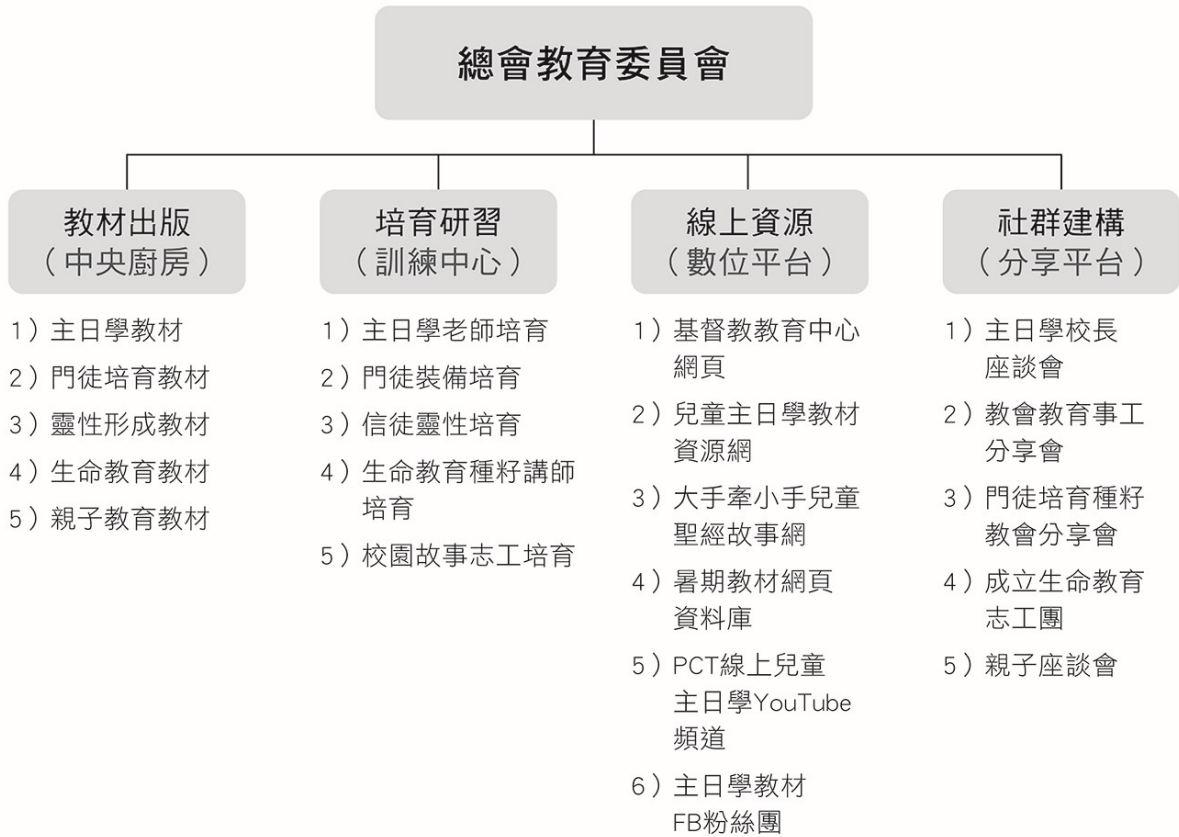 總會教育委員會
教材出版
（中央廚房）
1）主日學教材
2）門徒培育教材
3）靈性形成教材
4）生命教育教材
5）親子教育教材
培育研習
（訓練中心）
1）主日學老師培育
2）門徒裝備培育
3）信徒靈性培育
4）生命教育種籽講師
培育
5）校園故事志工培育
線上資源
（數位平台）
1）基督教教育中心
網頁
2）兒童主日學教材
資源網
3）大手牽小手兒童
聖經故事網
4）暑期教材網頁
資料庫
5）PCT線上兒童
主日學YouTube
頻道
6）主日學教材
FB粉絲團
社群建構
（分享平台）
1）主日學校長
座談會
2）教會教育事工
分享會
3）門徒培育種籽
教會分享會
4）成立生命教育
志工團
5）親子座談會